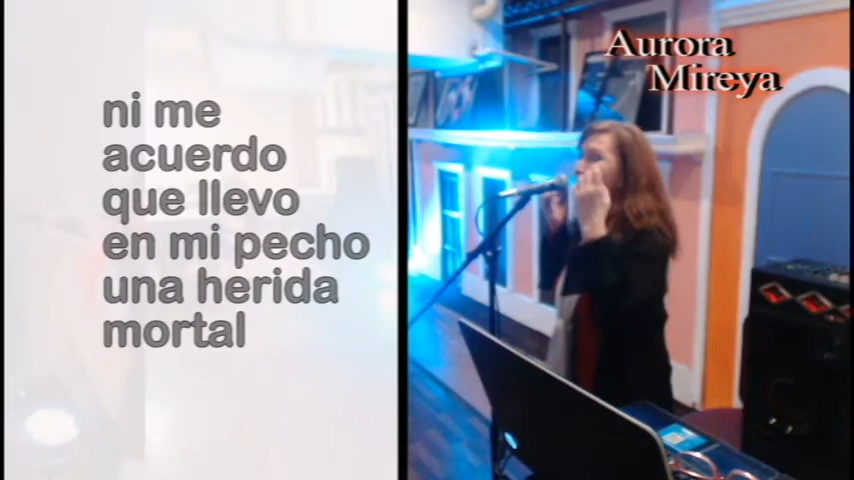 ni me
acuerdo
que llevo
en mi pecho
una herida
mortal
Aurora
Mireya